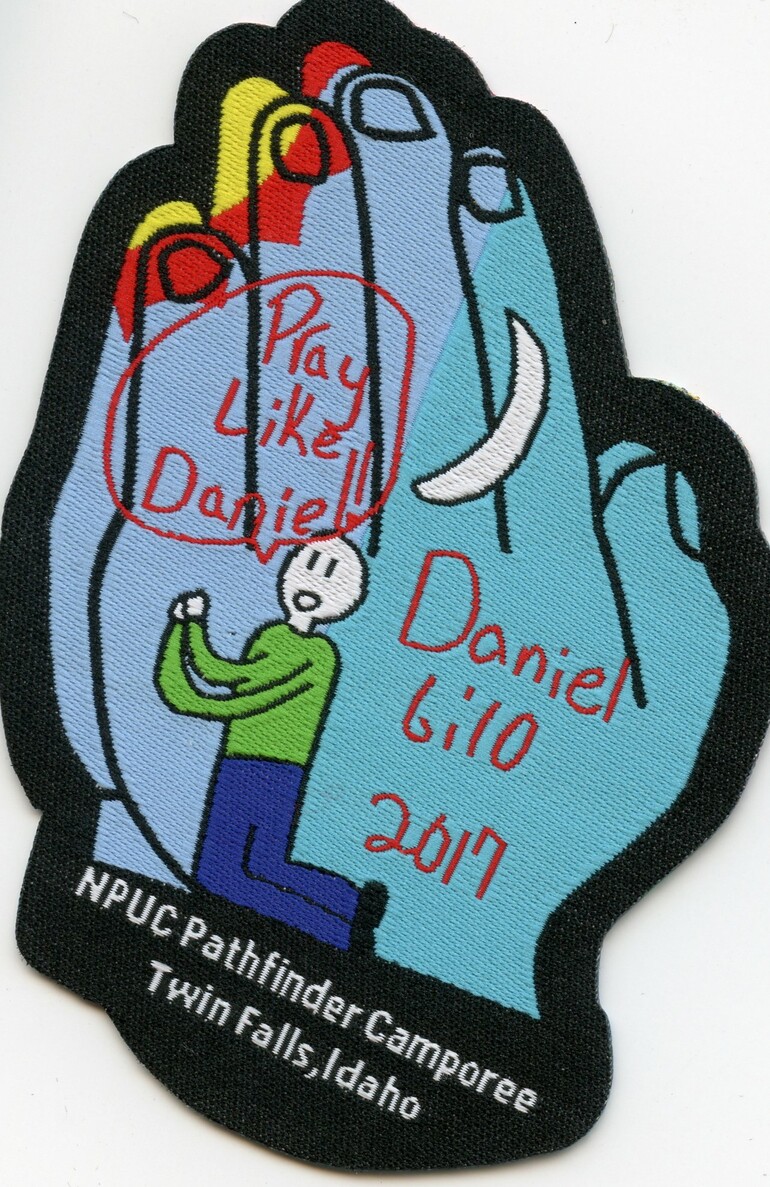 Pray
Like
Daniel!!
Daniel
6:10
2017
NPUC Pathfinder Camporee
Twin Falls, Idaho